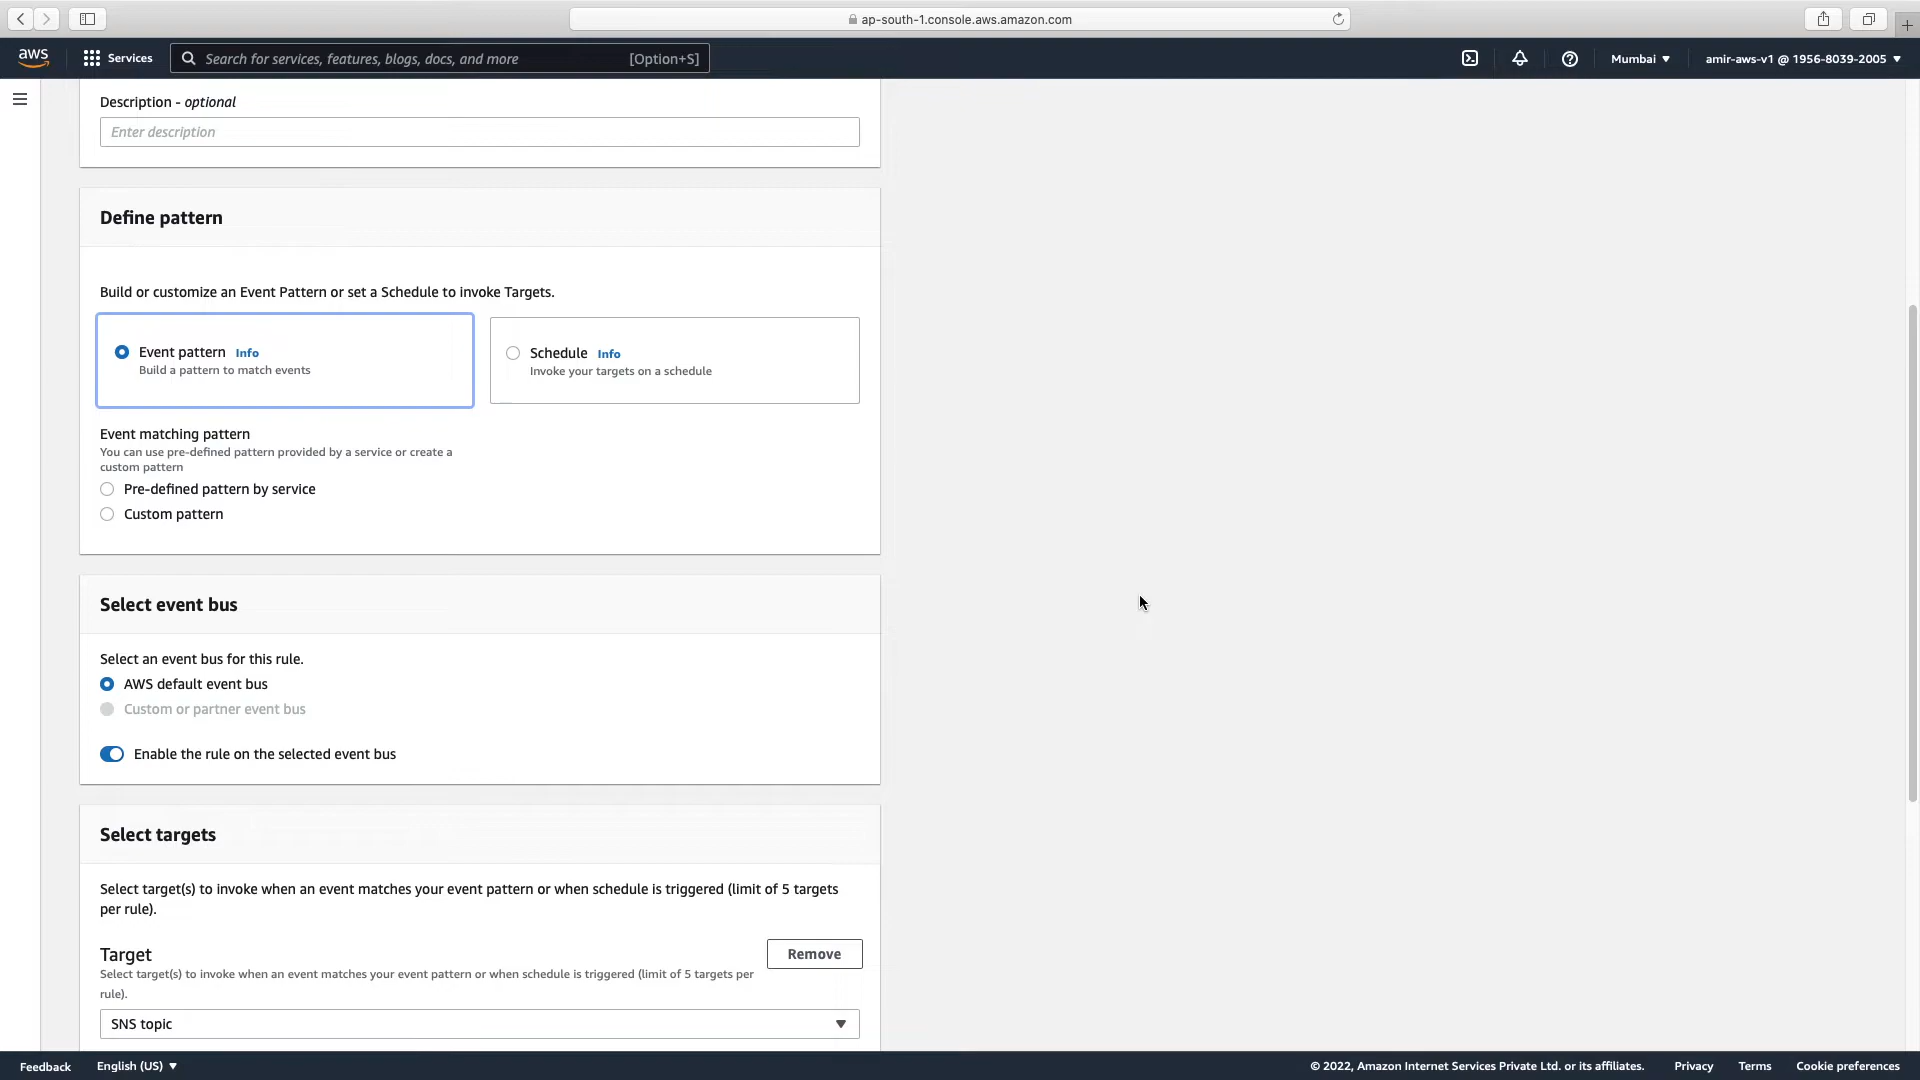 ap-south-1.console.aws.amazon.com
aws
Services
Search for services, features, blogs, docs, and more
[Option+S]
Mumbai ▼
amir-aws-v1 @ 1956-8039-2005 ▼
Description - optional
Enter description
Define pattern
Build or customize an Event Pattern or set a Schedule to invoke Targets.
Event pattern Info
Build a pattern to match events
Schedule Info
Invoke your targets on a schedule
Event matching pattern
You can use pre-defined pattern provided by a service or create a
custom pattern
Pre-defined pattern by service
Custom pattern
Select event bus
Select an event bus for this rule.
AWS default event bus
Custom or partner event bus
Enable the rule on the selected event bus
Select targets
Select target(s) to invoke when an event matches your event pattern or when schedule is triggered (limit of 5 targets
per rule).
Target
Remove
Select target(s) to invoke when an event matches your event pattern or when schedule is triggered (limit of 5 targets per
rule).
SNS topic
Feedback
English (US) ▼
© 2022, Amazon Internet Services Private Ltd. or its affiliates.
Privacy
Terms
Cookie preferences